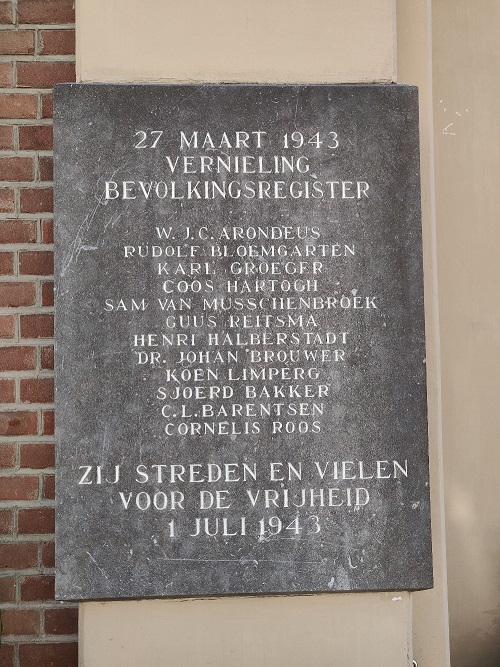 27 MAART 1943
VERNIELING
BEVOLKINGSREGISTER
W.J.C. ARONDEUS
RUDOLF BLOEMGARTEN
KARL GROEGER
COOS HARTOGH
SAM VAN MUSSCHENBROEK
GUUS REITSMA
HENRI HALBERSTADT
DR. JOHAN BROUWER
KOEN LIMPERG
SJOERD BAKKER
C.L. BARENTSEN
CORNELIS ROOS
ZIJ STREDEN EN VIELEN
VOOR DE VRIJHEID
1 JULI 1943